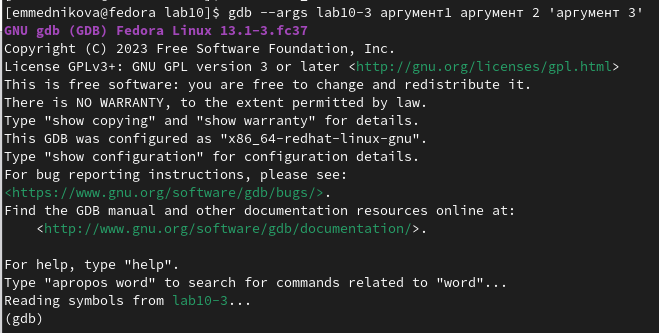 [emmednikova@fedora lab10]$ gdb --args lab10-3 аргумент1 аргумент 2 'аргумент 3'
GNU gdb (GDB) Fedora Linux 13.1-3.fc37
Copyright (C) 2023 Free Software Foundation, Inc.
License GPLv3+: GNU GPL version 3 or later <http://gnu.org/licenses/gpl.html>
This is free software: you are free to change and redistribute it.
There is NO WARRANTY, to the extent permitted by law.
Type "show copying" and "show warranty" for details.
This GDB was configured as "x86_64-redhat-linux-gnu".
Type "show configuration" for configuration details.
For bug reporting instructions, please see:
<https://www.gnu.org/software/gdb/bugs/>.
Find the GDB manual and other documentation resources online at:
    <http://www.gnu.org/software/gdb/documentation/>.

For help, type "help".
Type "apropos word" to search for commands related to "word"...
Reading symbols from lab10-3...
(gdb)